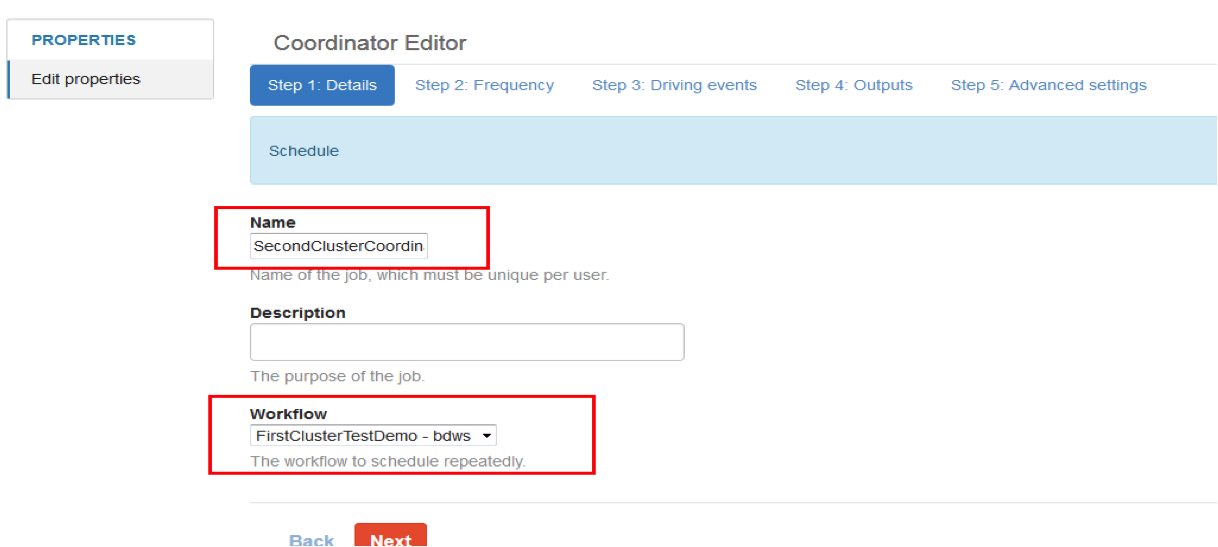 PROPERTIES
Edit properties
Coordinator Editor
Step 1: Details Step 2: Frequency Step 3: Driving events Step 4: Outputs Step 5: Advanced settings
Schedule
Name
SecondClusterCoordin
Name of the job, which must be unique per user.
Description
The purpose of the job.
Workflow
FirstClusterTestDemo - bdws
The workflow to schedule repeatedly.
Back Next